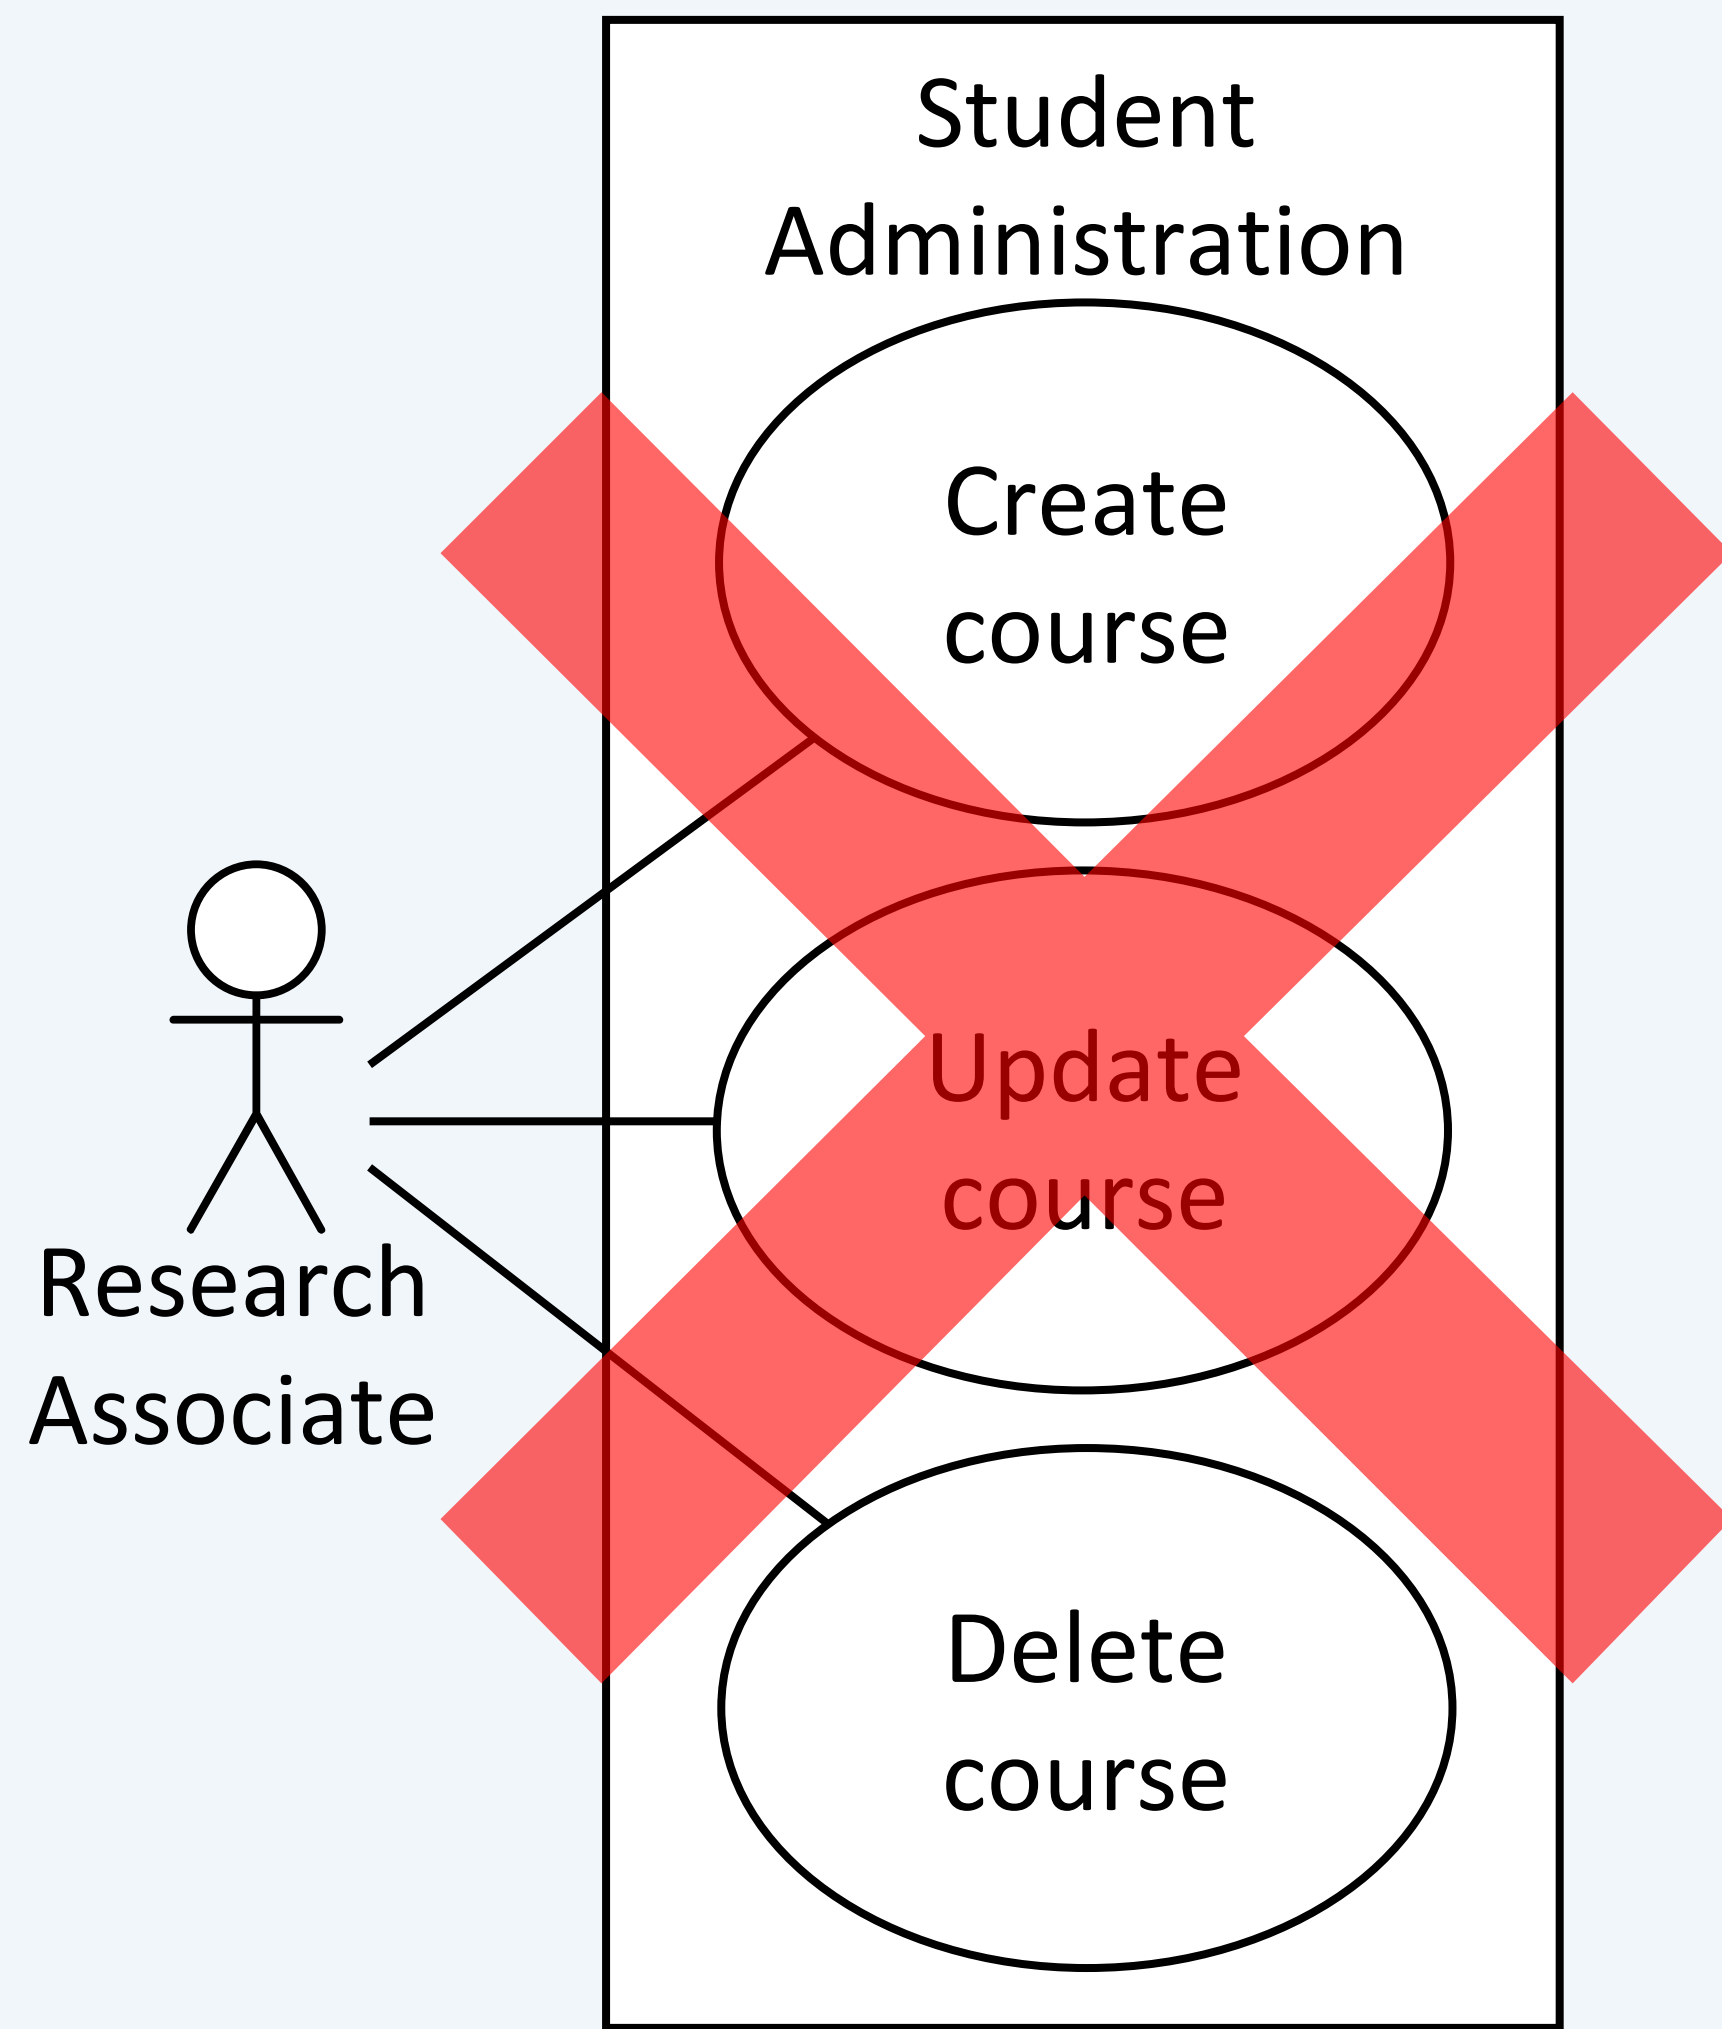 Student
Administration
Create
course
Update
course
Research
Associate
Delete
course